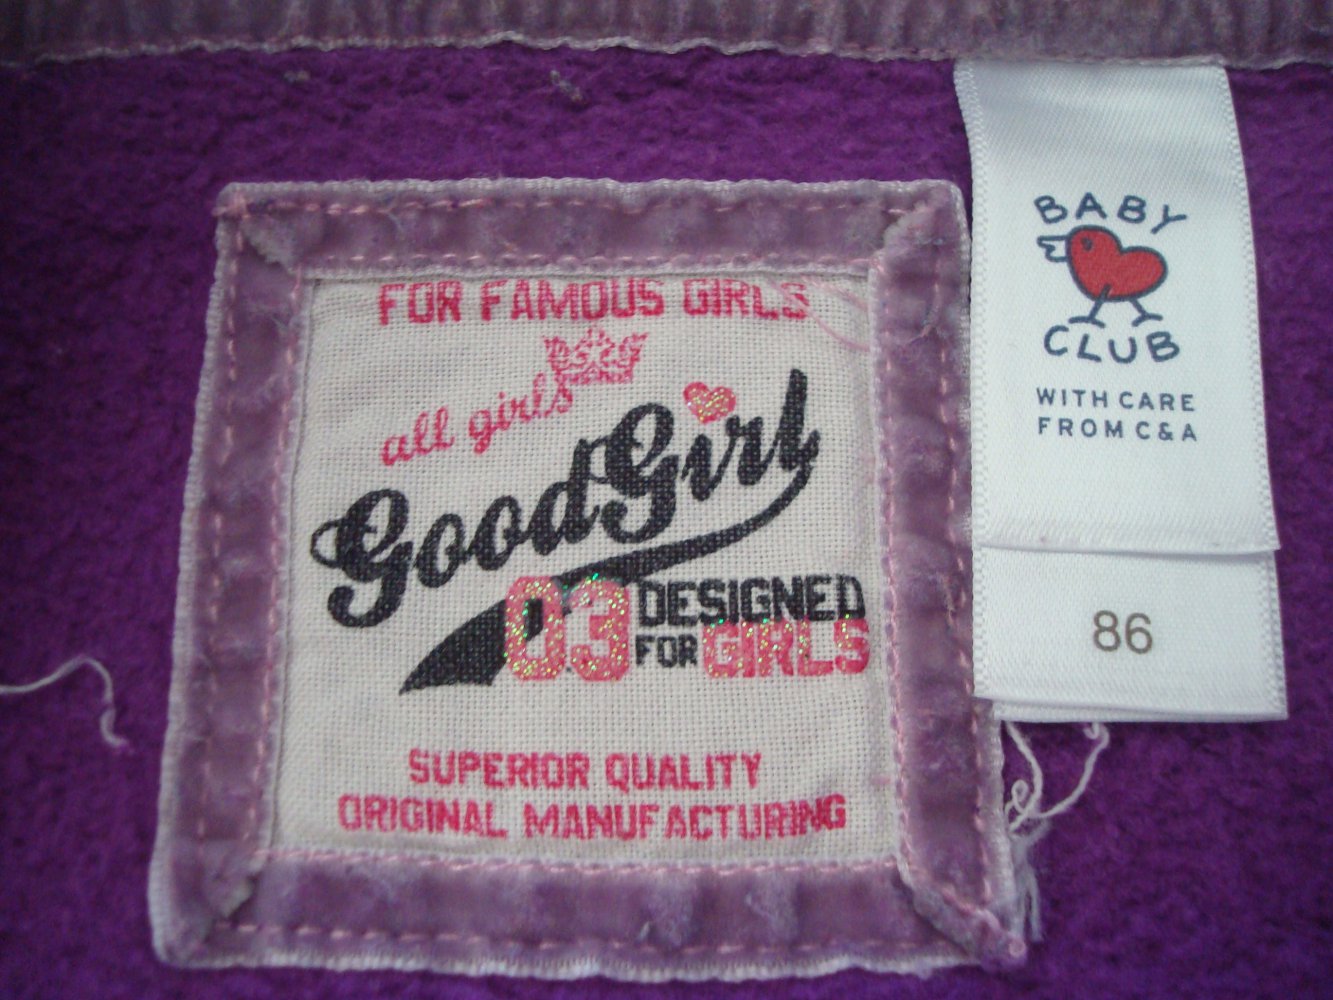 FOR FAMOUS GIRLS
all girls
GoodGirl
03 DESIGNED
FOR GIRLS
SUPERIOR QUALITY
ORIGINAL MANUFACTURING
BABY
CLUB
WITH CARE
FROM C&A
86